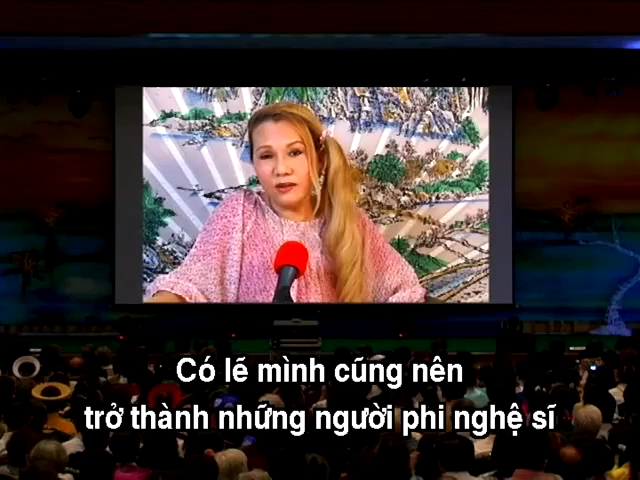 Có lẽ mình cũng nên
trở thành những người phi nghệ sĩ